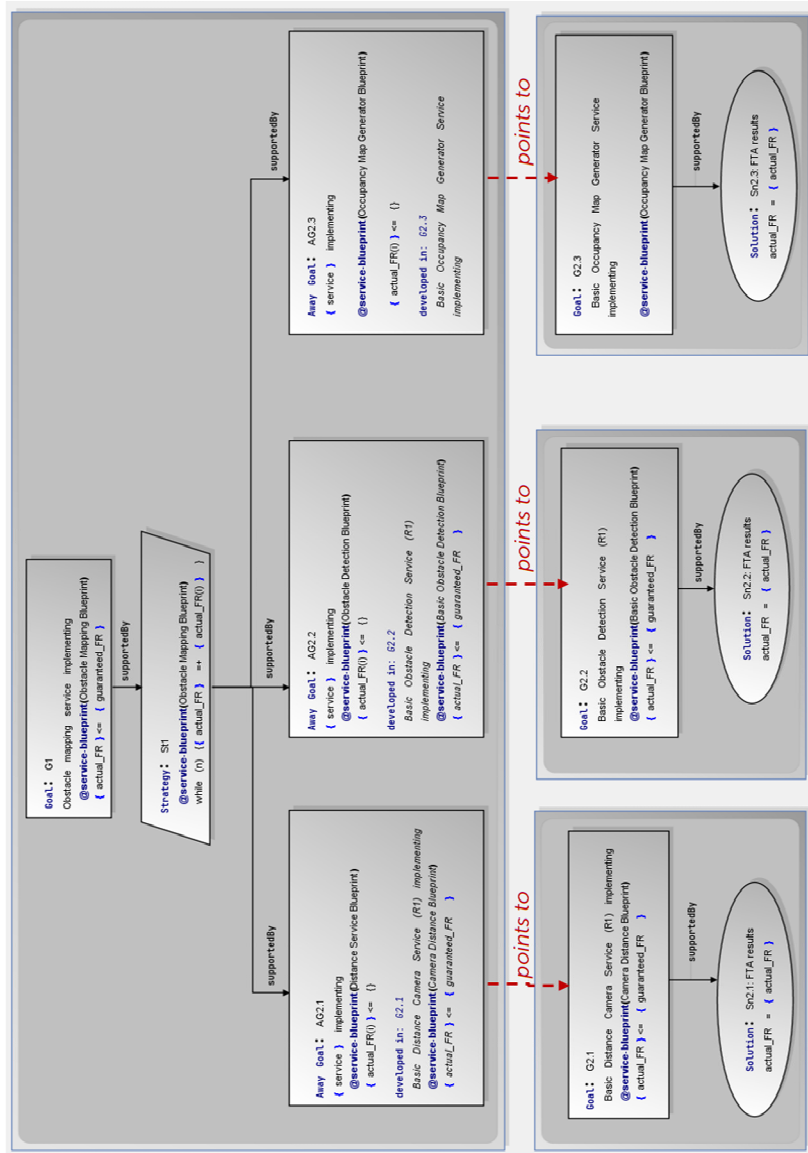 Goal: G1
Obstacle mapping service implementing
@service-blueprint(Obstacle Mapping Blueprint)
{ actual_FR } <= { guaranteed_FR }
supportedBy
Strategy: St1
@service-blueprint(Obstacle Mapping Blueprint)
while (n) {{ actual_FR } =+ { actual_FR(i) } }
supportedBy
supportedBy
supportedBy
Away Goal: AG2.1
{ service } implementing
@service-blueprint(Distance Service Blueprint)
{ actual_FR(i) } <= {}
developed in: G2.1
Basic Distance Camera Service (R1) implementing
@service-blueprint(Camera Distance Blueprint)
{ actual_FR } <= { guaranteed_FR }
Away Goal: AG2.2
{ service } implementing
@service-blueprint(Obstacle Detection Blueprint)
{ actual_FR(i) } <= {}
developed in: G2.2
Basic Obstacle Detection Service (R1)
implementing
@service-blueprint(Basic Obstacle Detection Blueprint)
{ actual_FR } <= { guaranteed_FR }
Away Goal: AG2.3
{ service } implementing
@service-blueprint(Occupancy Map Generator Blueprint)
{ actual_FR(i) } <= {}
developed in: G2.3
Basic Occupancy Map Generator Service
implementing
points to
points to
points to
Goal: G2.1
Basic Distance Camera Service (R1) implementing
@service-blueprint(Camera Distance Blueprint)
{ actual_FR } <= { guaranteed_FR }
supportedBy
Solution: Sn2.1: FTA results
actual_FR = { actual_FR }
Goal: G2.2
Basic Obstacle Detection Service (R1)
implementing
@service-blueprint(Basic Obstacle Detection Blueprint)
{ actual_FR } <= { guaranteed_FR }
supportedBy
Solution: Sn2.2: FTA results
actual_FR = { actual_FR }
Goal: G2.3
Basic Occupancy Map Generator Service
implementing
@service-blueprint(Occupancy Map Generator Blueprint)
supportedBy
Solution: Sn2.3: FTA results
actual_FR = { actual_FR }